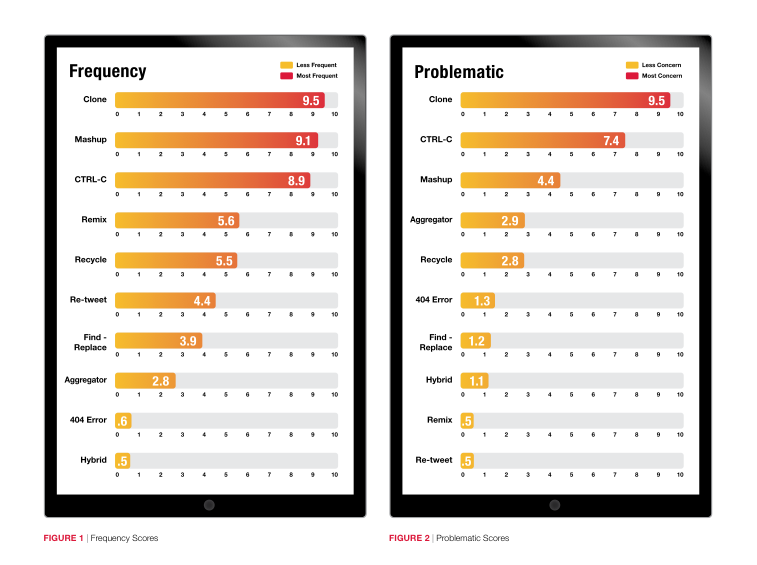 Frequency
Less Frequent
Most Frequent
Clone
9.5
0 1 2 3 4 5 6 7 8 9 10
Mashup
9.1
0 1 2 3 4 5 6 7 8 9 10
CTRL-C
8.9
0 1 2 3 4 5 6 7 8 9 10
Remix
5.6
0 1 2 3 4 5 6 7 8 9 10
Recycle
5.5
0 1 2 3 4 5 6 7 8 9 10
Re-tweet
4.4
0 1 2 3 4 5 6 7 8 9 10
Find -
Replace
3.9
0 1 2 3 4 5 6 7 8 9 10
Aggregator
2.8
0 1 2 3 4 5 6 7 8 9 10
404 Error
.6
0 1 2 3 4 5 6 7 8 9 10
Hybrid
.5
0 1 2 3 4 5 6 7 8 9 10
FIGURE 1 | Frequency Scores
Problematic
Less Concern
Most Concern
Clone
9.5
0 1 2 3 4 5 6 7 8 9 10
CTRL-C
7.4
0 1 2 3 4 5 6 7 8 9 10
Mashup
4.4
0 1 2 3 4 5 6 7 8 9 10
Aggregator
2.9
0 1 2 3 4 5 6 7 8 9 10
Recycle
2.8
0 1 2 3 4 5 6 7 8 9 10
404 Error
1.3
0 1 2 3 4 5 6 7 8 9 10
Find -
Replace
1.2
0 1 2 3 4 5 6 7 8 9 10
Hybrid
1.1
0 1 2 3 4 5 6 7 8 9 10
Remix
.5
0 1 2 3 4 5 6 7 8 9 10
Re-tweet
.5
0 1 2 3 4 5 6 7 8 9 10
FIGURE 2 | Problematic Scores